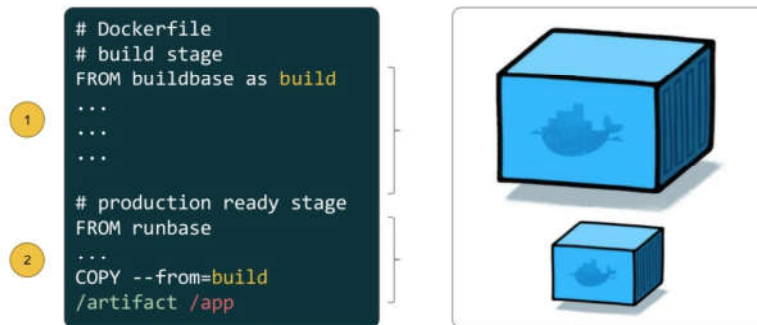 # Dockerfile
# build stage
FROM buildbase as build
...
...
...
# production ready stage
FROM runbase
...
COPY --from=build
/artifact /app
1
2